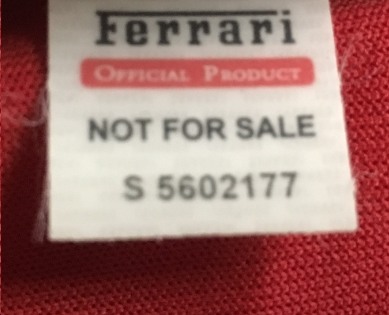 Ferrari
OFFICIAL PRODUCT
NOT FOR SALE
S 5602177